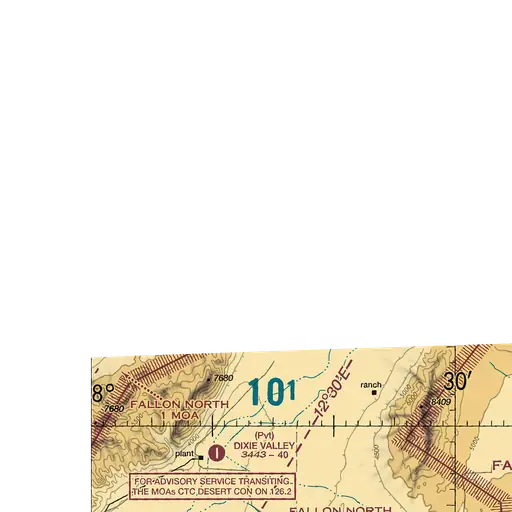 7680
8°
7680
FALLON NORTH
1 MOA
101
12°30'E
ranch
30'
6409
(Pvt)
DIXIE VALLEY
3443 – 40
plant
FOR ADVISORY SERVICE TRANSITING
THE MOAs CTC DESERT CON ON 126.2
FALLON NORTH
FA